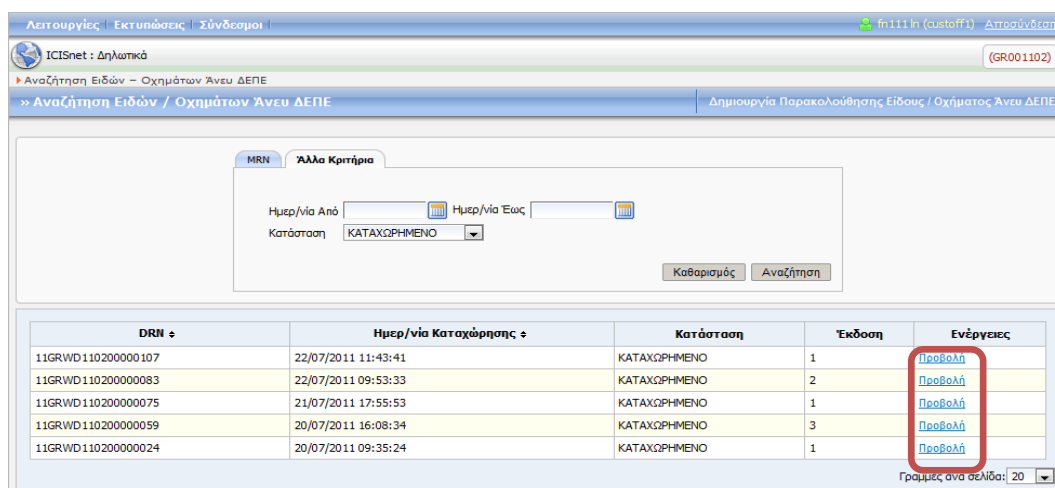 Λειτουργίες | Εκτυπώσεις | Σύνδεσμοι | fn111 ln (custoff1) Αποσύνδεση
ICISnet : Δηλωτικά (GR001102)
Αναζήτηση Ειδών – Οχημάτων Άνευ ΔΕΠΕ
» Αναζήτηση Ειδών / Οχημάτων Άνευ ΔΕΠΕ Δημιουργία Παρακολούθησης Είδους / Οχήματος Άνευ ΔΕΠΕ
MRN Άλλα Κριτήρια
Ημερ/νία Από Ημερ/νία Έως
Κατάσταση ΚΑΤΑΧΩΡΗΜΕΝΟ
Καθαρισμός Αναζήτηση
DRN Ημερ/νία Καταχώρησης Κατάσταση Έκδοση Ενέργειες
11GRWD110200000107 22/07/2011 11:43:41 ΚΑΤΑΧΩΡΗΜΕΝΟ 1 Προβολή
11GRWD110200000083 22/07/2011 09:53:33 ΚΑΤΑΧΩΡΗΜΕΝΟ 2 Προβολή
11GRWD110200000075 21/07/2011 17:55:53 ΚΑΤΑΧΩΡΗΜΕΝΟ 1 Προβολή
11GRWD110200000059 20/07/2011 16:08:34 ΚΑΤΑΧΩΡΗΜΕΝΟ 3 Προβολή
11GRWD110200000024 20/07/2011 09:35:24 ΚΑΤΑΧΩΡΗΜΕΝΟ 1 Προβολή
Γραμμές ανά σελίδα: 20